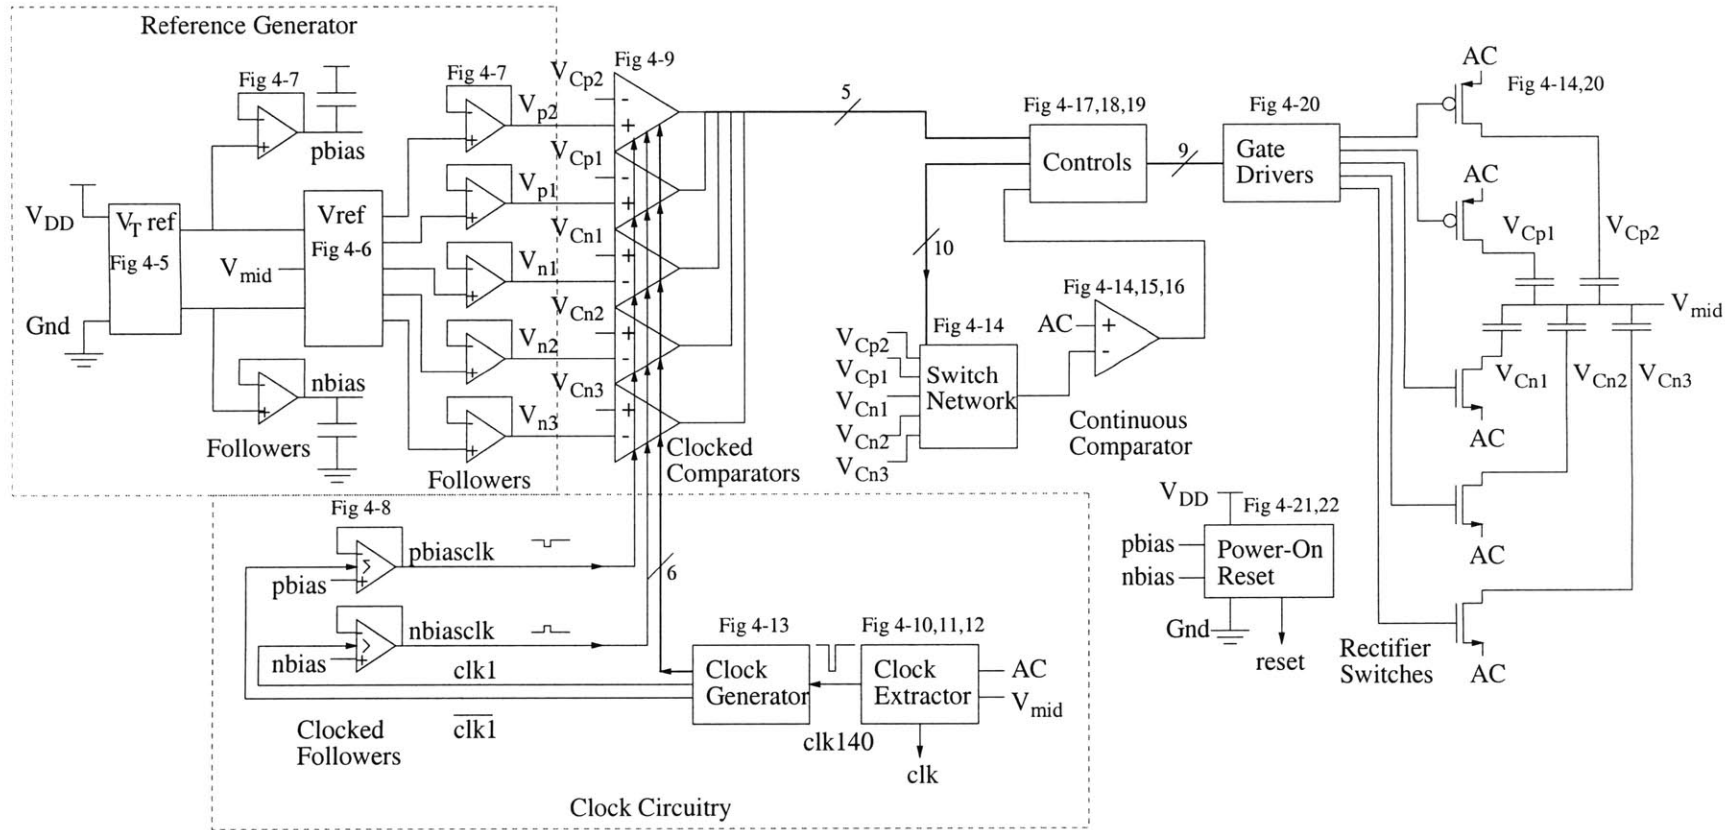 Reference Generator
Fig 4-7
pbias
V_DD
V_T ref
Fig 4-5
Gnd
V_mid
Vref
Fig 4-6
nbias
Followers
Fig 4-7
V_p2
V_p1
V_n1
V_n2
V_n3
Followers
Fig 4-9
V_Cp2
-
+
V_Cp1
-
+
V_Cn1
+
-
V_Cn2
+
-
V_Cn3
+
-
Clocked
Comparators
5
10
Fig 4-17,18,19
Controls
9
Fig 4-20
Gate
Drivers
Fig 4-14
V_Cp2
V_Cp1
V_Cn1
V_Cn2
V_Cn3
Switch
Network
Fig 4-14,15,16
AC
+
-
Continuous
Comparator
AC
Fig 4-14,20
AC
V_Cp1
V_Cp2
V_mid
V_Cn1
V_Cn2
V_Cn3
AC
AC
AC
Rectifier
Switches
V_DD
Fig 4-21,22
pbias
nbias
Power-On
Reset
Gnd
reset
Fig 4-8
pbiasclk
pbias
+
Σ
nbiasclk
nbias
+
Σ
6
clk1
c̅l̅k̅1̅
Clocked
Followers
Fig 4-13
Clock
Generator
clk140
Fig 4-10,11,12
Clock
Extractor
AC
V_mid
clk
Clock Circuitry